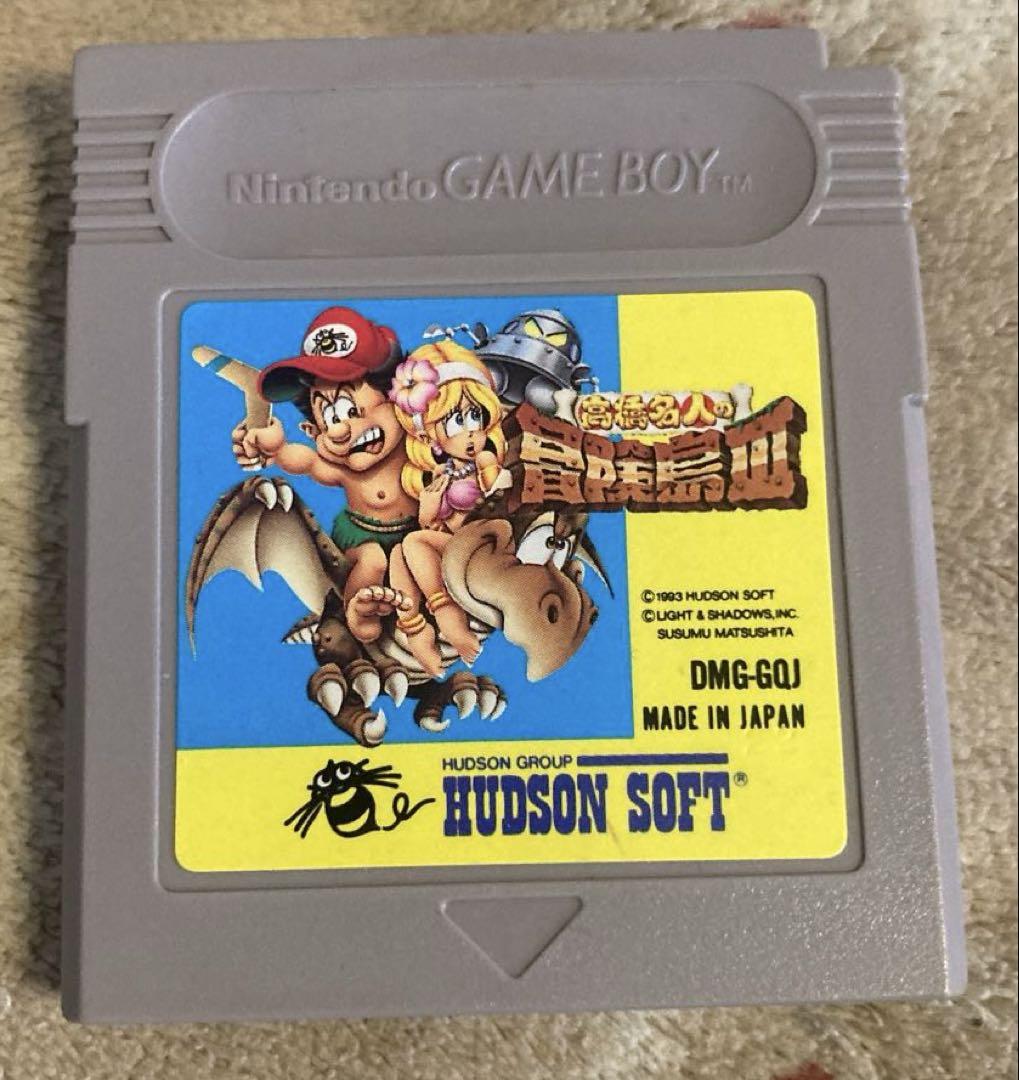 Nintendo GAME BOY™
高橋名人の
冒険島III
©1993 HUDSON SOFT
©LIGHT & SHADOWS, INC.
SUSUMU MATSUSHITA
DMG-GQJ
MADE IN JAPAN
HUDSON GROUP
HUDSON SOFT®